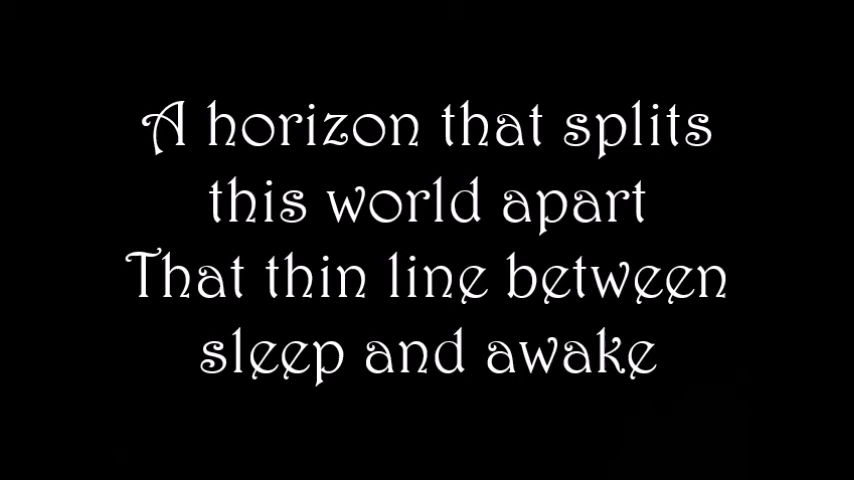 A horizon that splits
this world apart
That thin line between
sleep and awake